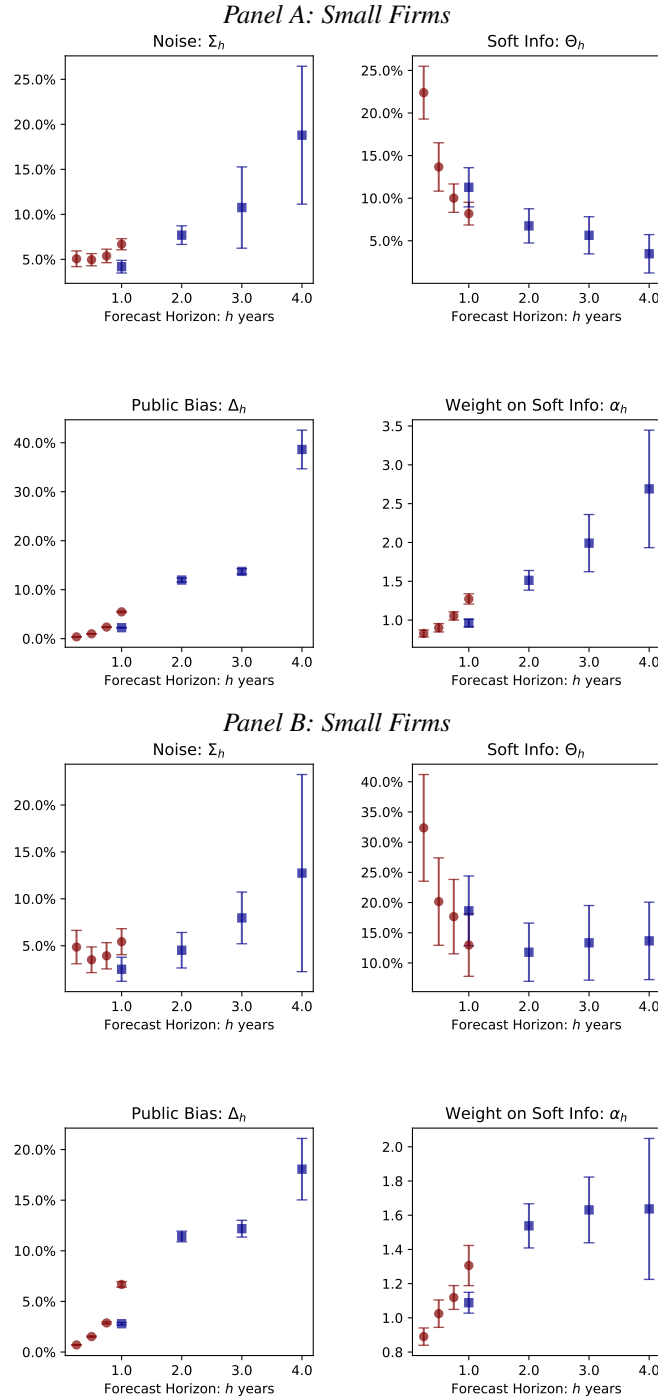 Panel A: Small Firms
Noise: Σh
25.0%
20.0%
15.0%
10.0%
5.0%
1.0 2.0 3.0 4.0
Forecast Horizon: h years
Soft Info: Θh
25.0%
20.0%
15.0%
10.0%
5.0%
1.0 2.0 3.0 4.0
Forecast Horizon: h years
Public Bias: Δh
40.0%
30.0%
20.0%
10.0%
0.0%
1.0 2.0 3.0 4.0
Forecast Horizon: h years
Weight on Soft Info: αh
3.5
3.0
2.5
2.0
1.5
1.0
1.0 2.0 3.0 4.0
Forecast Horizon: h years
Panel B: Small Firms
Noise: Σh
20.0%
15.0%
10.0%
5.0%
1.0 2.0 3.0 4.0
Forecast Horizon: h years
Soft Info: Θh
40.0%
35.0%
30.0%
25.0%
20.0%
15.0%
10.0%
1.0 2.0 3.0 4.0
Forecast Horizon: h years
Public Bias: Δh
20.0%
15.0%
10.0%
5.0%
0.0%
1.0 2.0 3.0 4.0
Forecast Horizon: h years
Weight on Soft Info: αh
2.0
1.8
1.6
1.4
1.2
1.0
0.8
1.0 2.0 3.0 4.0
Forecast Horizon: h years